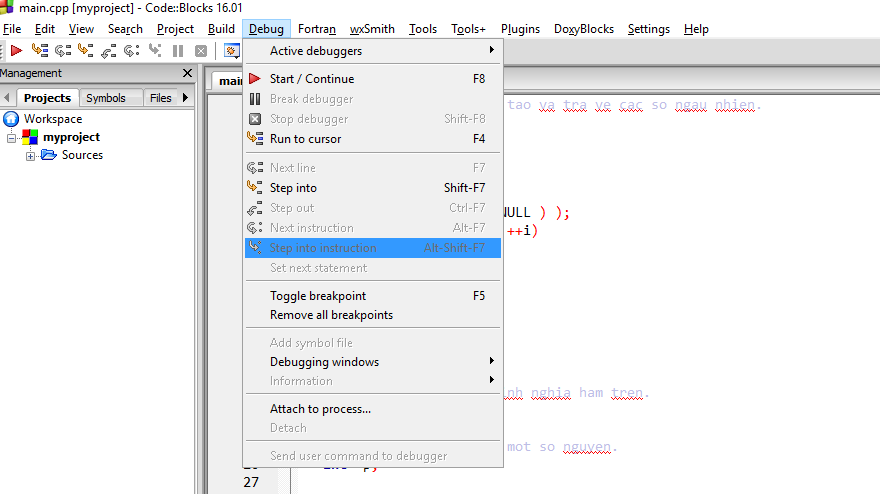 main.cpp [myproject] - Code::Blocks 16.01
File Edit View Search Project Build Debug Fortran wxSmith Tools Tools+ Plugins DoxyBlocks Settings Help
Management
Projects Symbols Files
Workspace
myproject
Sources
Active debuggers
Start / Continue F8
Break debugger
Stop debugger Shift-F8
Run to cursor F4
Next line F7
Step into Shift-F7
Step out Ctrl-F7
Next instruction Alt-F7
Step into instruction Alt-Shift-F7
Set next statement
Toggle breakpoint F5
Remove all breakpoints
Add symbol file
Debugging windows
Information
Attach to process...
Detach
Send user command to debugger
tao va tra ve cac so ngau nhien.
NULL ) );
++i)
nh nghia ham tren.
mot so nguyen.
27